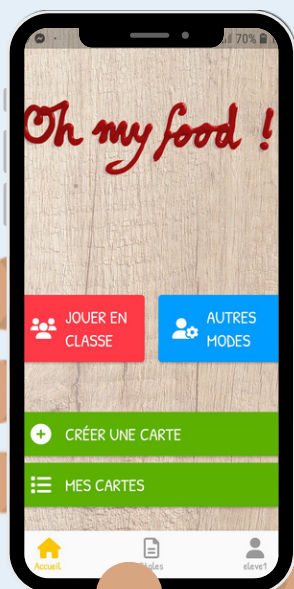 70%
Oh my food !
JOUER EN
CLASSE
AUTRES
MODES
CRÉER UNE CARTE
MES CARTES
Accueil
eleve1